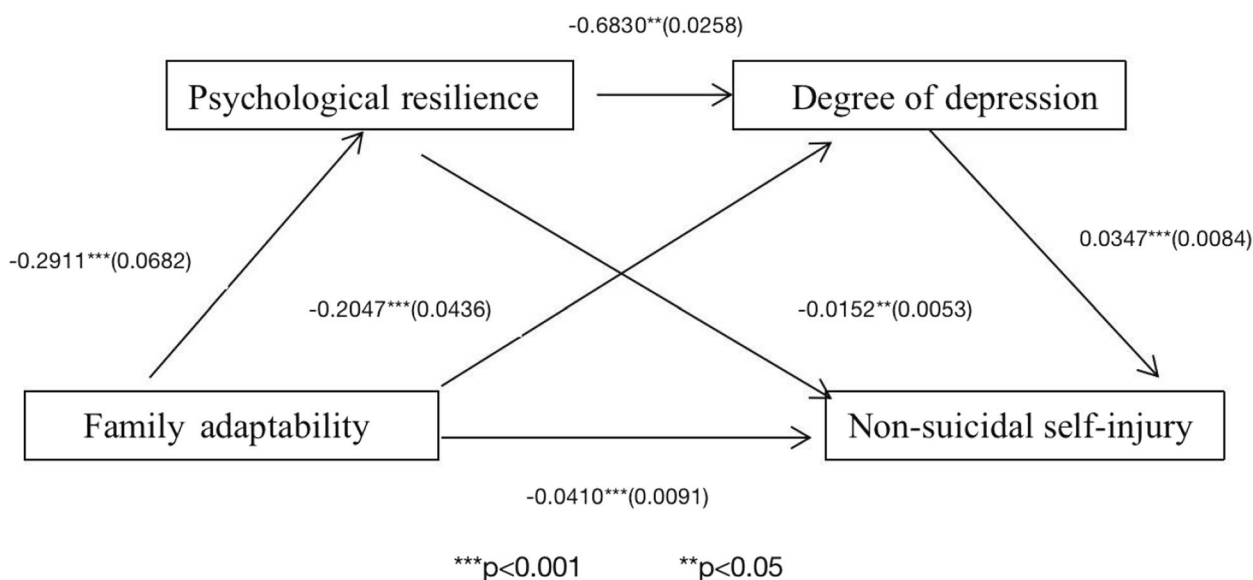 -0.6830**(0.0258)
Psychological resilience
Degree of depression
-0.2911***(0.0682)
0.0347***(0.0084)
-0.2047***(0.0436)
-0.0152**(0.0053)
Family adaptability
Non-suicidal self-injury
-0.0410***(0.0091)
***p<0.001
**p<0.05